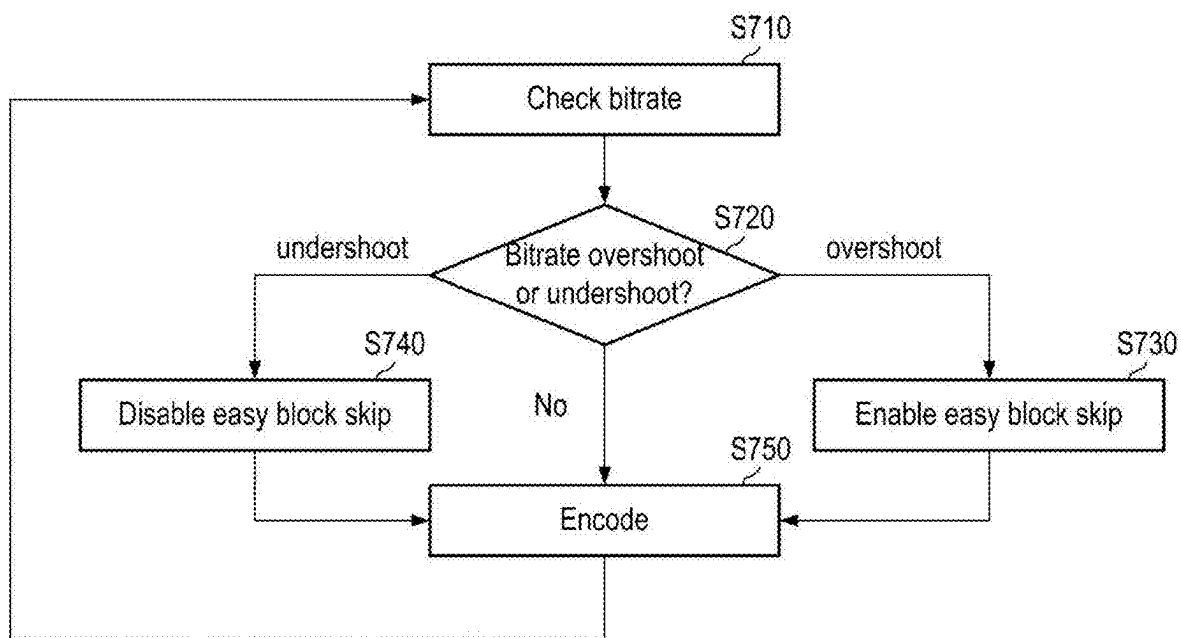 S710
Check bitrate
S720
undershoot
Bitrate overshoot
or undershoot?
overshoot
S740
Disable easy block skip
No
S730
Enable easy block skip
S750
Encode